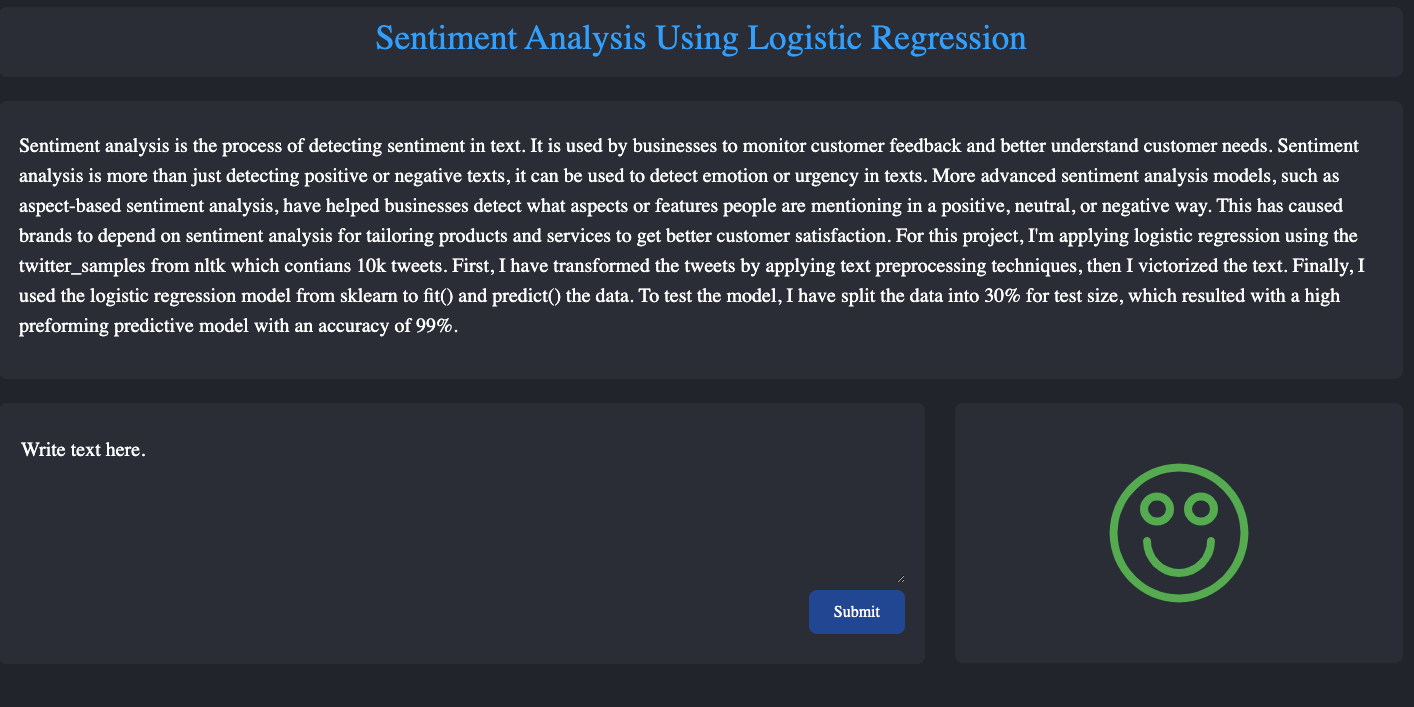 Sentiment Analysis Using Logistic Regression
Sentiment analysis is the process of detecting sentiment in text. It is used by businesses to monitor customer feedback and better understand customer needs. Sentiment
analysis is more than just detecting positive or negative texts, it can be used to detect emotion or urgency in texts. More advanced sentiment analysis models, such as
aspect-based sentiment analysis, have helped businesses detect what aspects or features people are mentioning in a positive, neutral, or negative way. This has caused
brands to depend on sentiment analysis for tailoring products and services to get better customer satisfaction. For this project, I'm applying logistic regression using the
twitter_samples from nltk which contians 10k tweets. First, I have transformed the tweets by applying text preprocessing techniques, then I victorized the text. Finally, I
used the logistic regression model from sklearn to fit() and predict() the data. To test the model, I have split the data into 30% for test size, which resulted with a high
preforming predictive model with an accuracy of 99%.
Write text here.
Submit